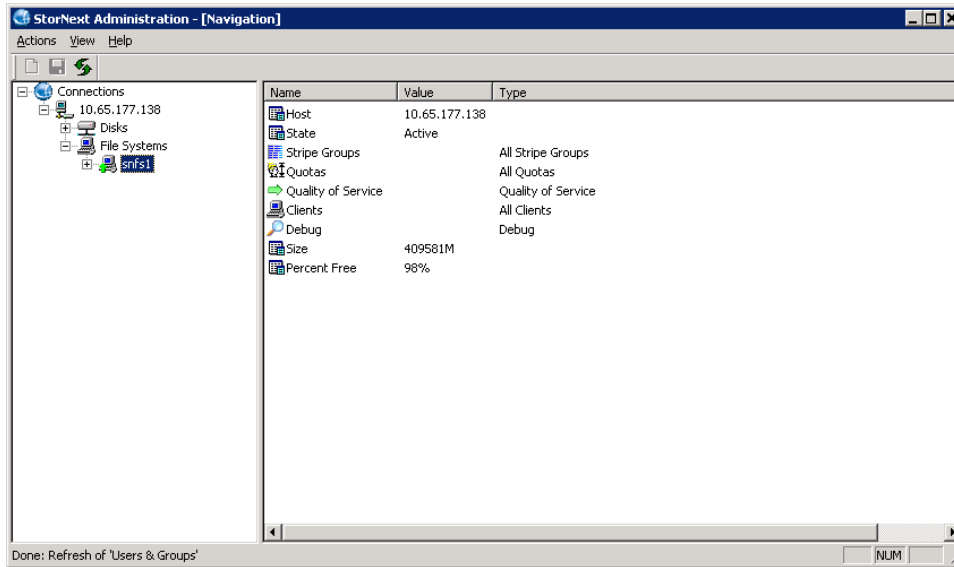 StorNext Administration - [Navigation]
Actions View Help
Connections
10.65.177.138
Disks
File Systems
snfs1
Name Value Type
Host 10.65.177.138
State Active
Stripe Groups All Stripe Groups
Quotas All Quotas
Quality of Service Quality of Service
Clients All Clients
Debug Debug
Size 409581M
Percent Free 98%
Done: Refresh of 'Users & Groups' NUM